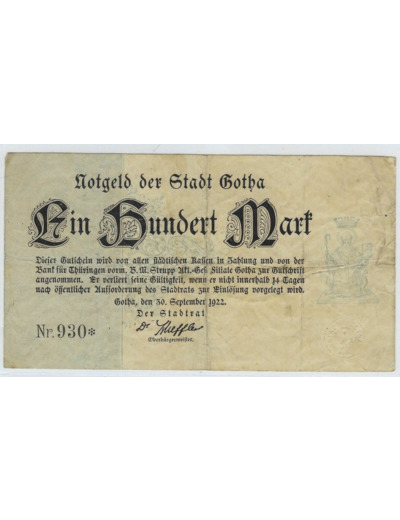 Notgeld der Stadt Gotha
Ein Hundert Mark
Dieser Gutschein wird von allen städtischen Kassen in Zahlung und von der
Bank für Thüringen vorm. B. M. Strupp Akt.-Ges. Filiale Gotha zur Gutschrift
angenommen. Er verliert seine Gültigkeit, wenn er nicht innerhalb 14 Tagen
nach öffentlicher Aufforderung des Stadtrats zur Einlösung vorgelegt wird.
Gotha, den 30. September 1922.
Der Stadtrat
Nr. 930*
Dr.
Oberbürgermeister.